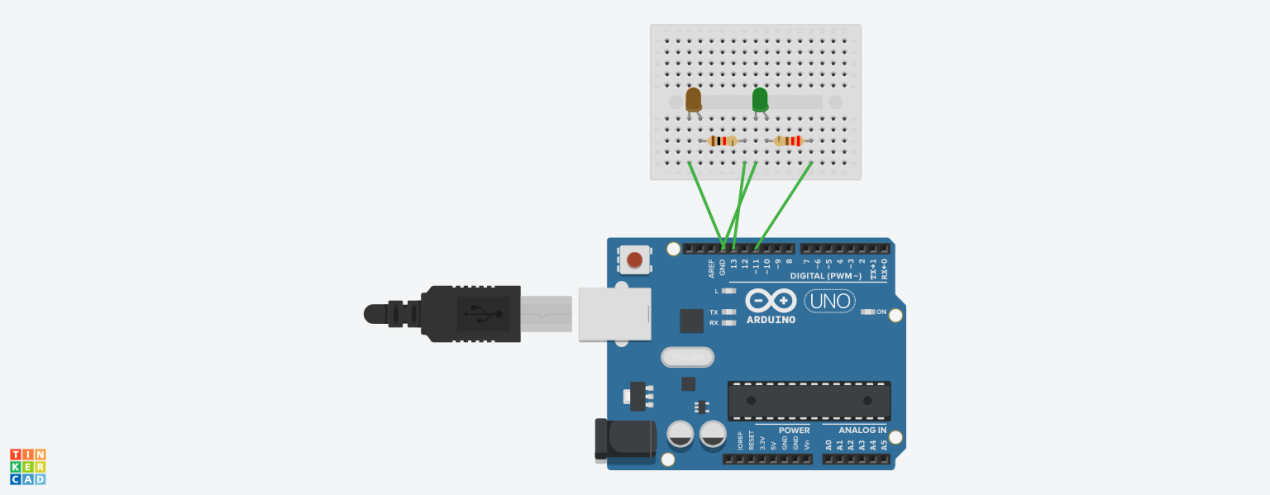 AREF
GND
13
12
~11
~10
~9
8
7
~6
~5
4
~3
2
TX→1
RX←0
DIGITAL (PWM~)
L
TX
RX
ARDUINO
UNO
ON
POWER
ANALOG IN
IOREF
RESET
3.3V
5V
GND
GND
Vin
A0
A1
A2
A3
A4
A5
TIN
KER
CAD